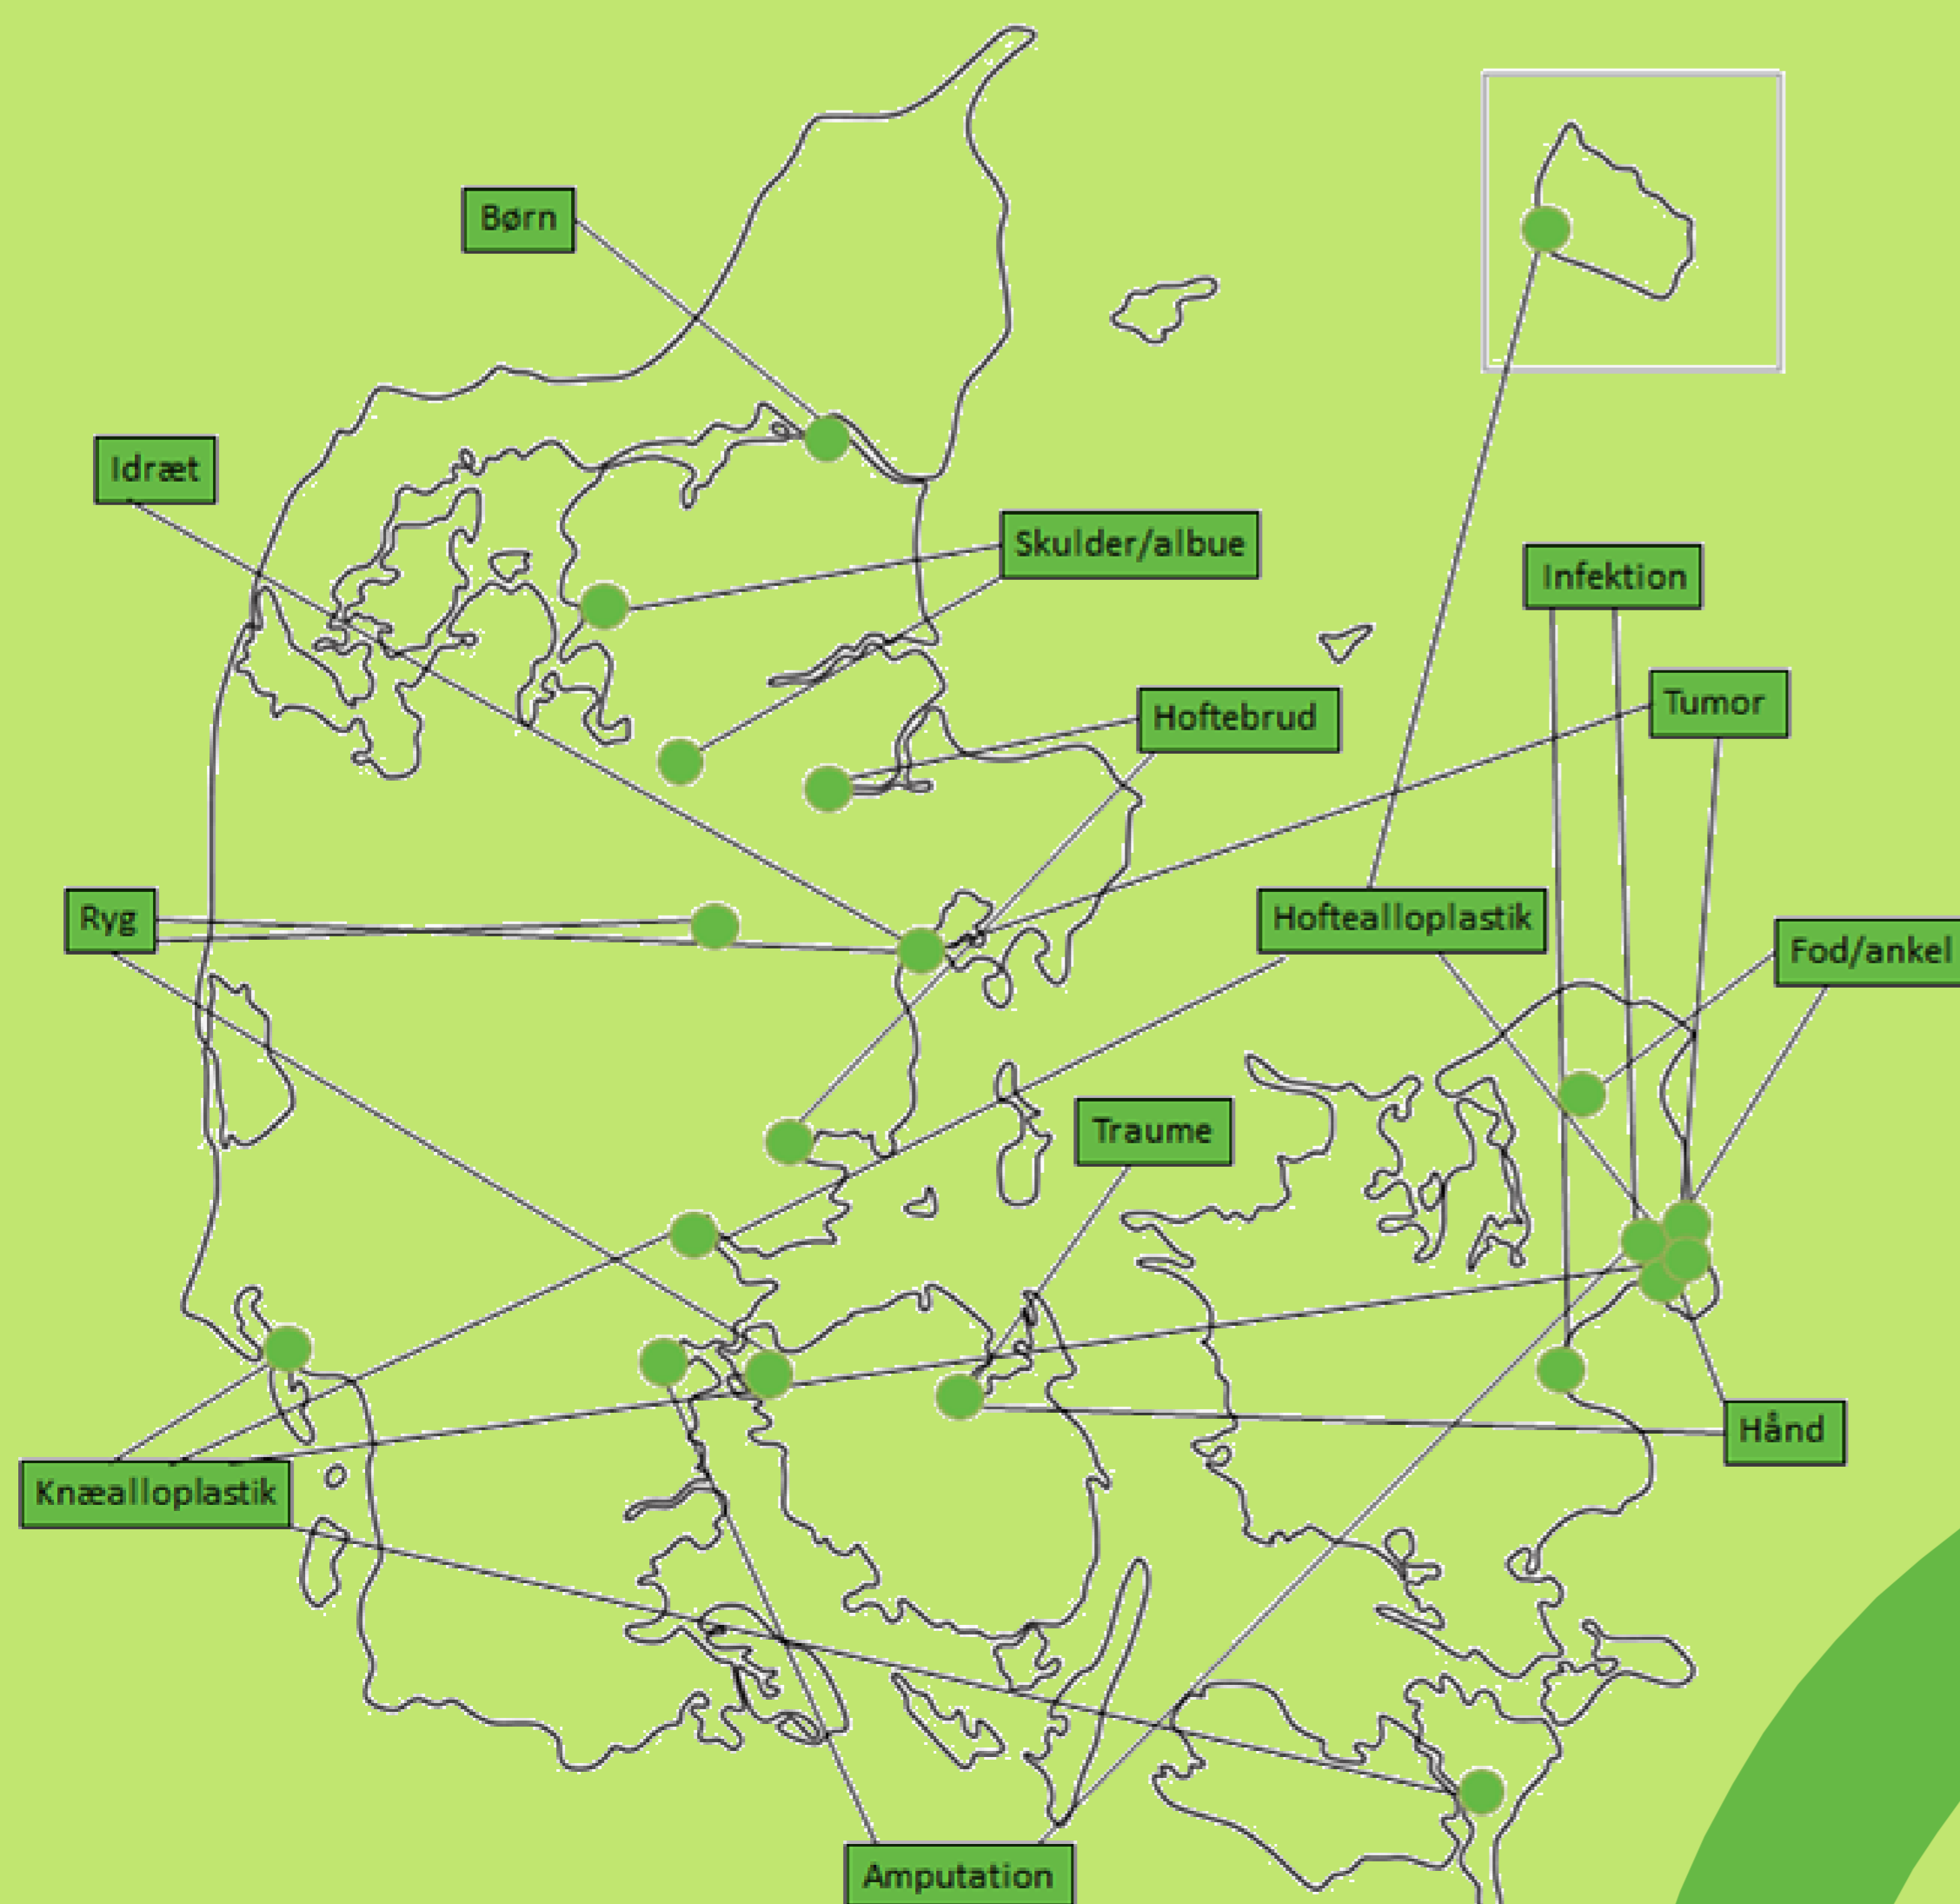 Børn
Idræt
Skulder/albue
Infektion
Tumor
Hoftebrud
Ryg
Hoftealloplastik
Fod/ankel
Traume
Hånd
Knæalloplastik
Amputation